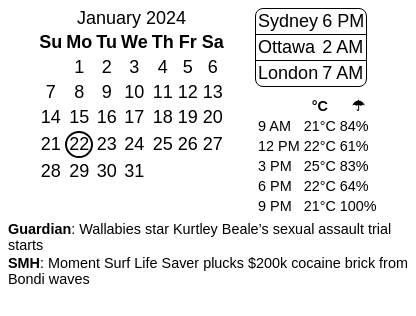 January 2024
Su Mo Tu We Th Fr Sa
1 2 3 4 5 6
7 8 9 10 11 12 13
14 15 16 17 18 19 20
21 22 23 24 25 26 27
28 29 30 31
Sydney 6 PM
Ottawa 2 AM
London 7 AM
°C ☂
9 AM 21°C 84%
12 PM 22°C 61%
3 PM 25°C 83%
6 PM 22°C 64%
9 PM 21°C 100%
Guardian: Wallabies star Kurtley Beale’s sexual assault trial
starts
SMH: Moment Surf Life Saver plucks $200k cocaine brick from
Bondi waves